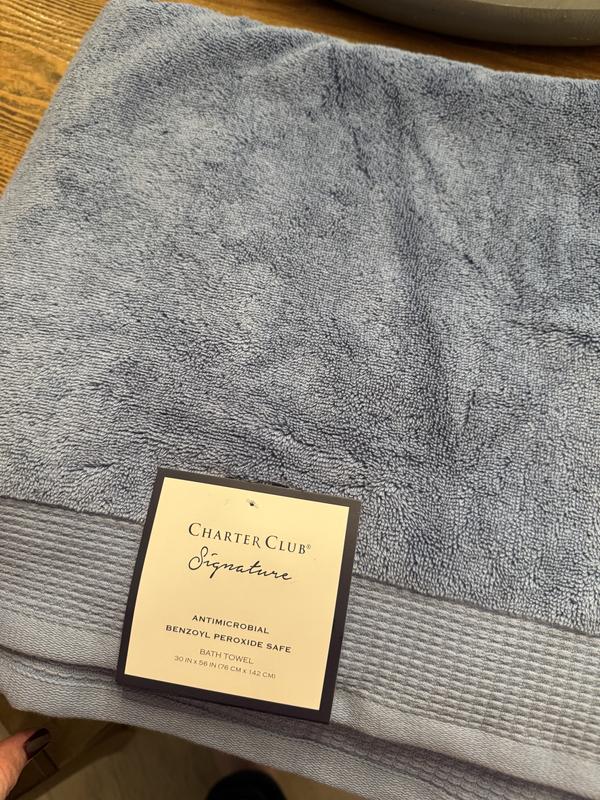 CHARTER CLUB®
Signature
ANTIMICROBIAL
BENZOYL PEROXIDE SAFE
BATH TOWEL
30 IN X 56 IN (76 CM X 142 CM)